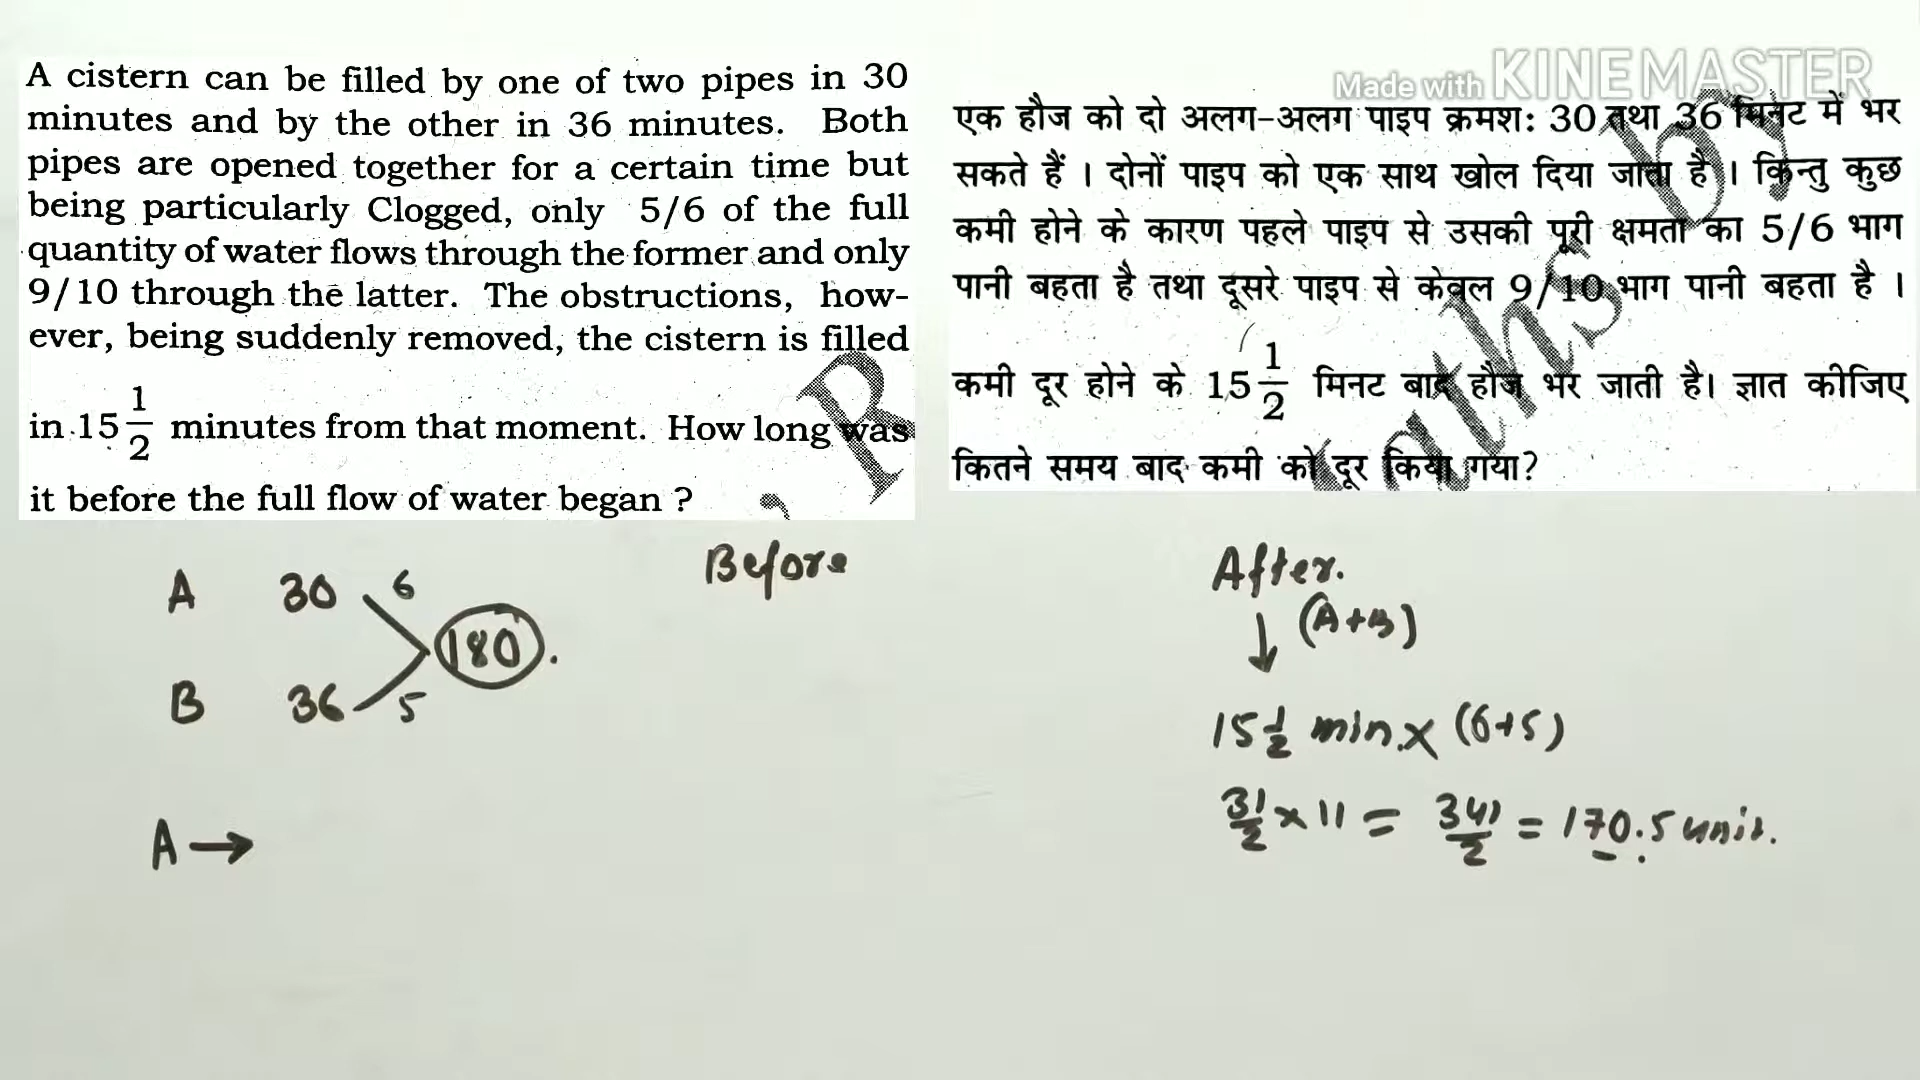 A cistern can be filled by one of two pipes in 30
minutes and by the other in 36 minutes. Both
pipes are opened together for a certain time but
being particularly Clogged, only 5/6 of the full
quantity of water flows through the former and only
9/10 through the latter. The obstructions, how-
ever, being suddenly removed, the cistern is filled
in 15 1/2 minutes from that moment. How long was
it before the full flow of water began ?
Made with KINEMASTER
एक हौज को दो अलग-अलग पाइप क्रमश: 30 तथा 36 मिनट में भर
सकते हैं । दोनों पाइप को एक साथ खोल दिया जाता है । किन्तु कुछ
कमी होने के कारण पहले पाइप से उसकी पूरी क्षमता का 5/6 भाग
पानी बहता है तथा दूसरे पाइप से केवल 9/10 भाग पानी बहता है ।
कमी दूर होने के 15 1/2 मिनट बाद हौज भर जाती है। ज्ञात कीजिए
कितने समय बाद कमी को दूर किया गया?
aths by
R
A 30 6
180.
B 36 5
A →
Before
After.
↓ (A+B)
15 1/2 min. x (6+5)
31/2 x 11 = 341/2 = 170.5 unit.